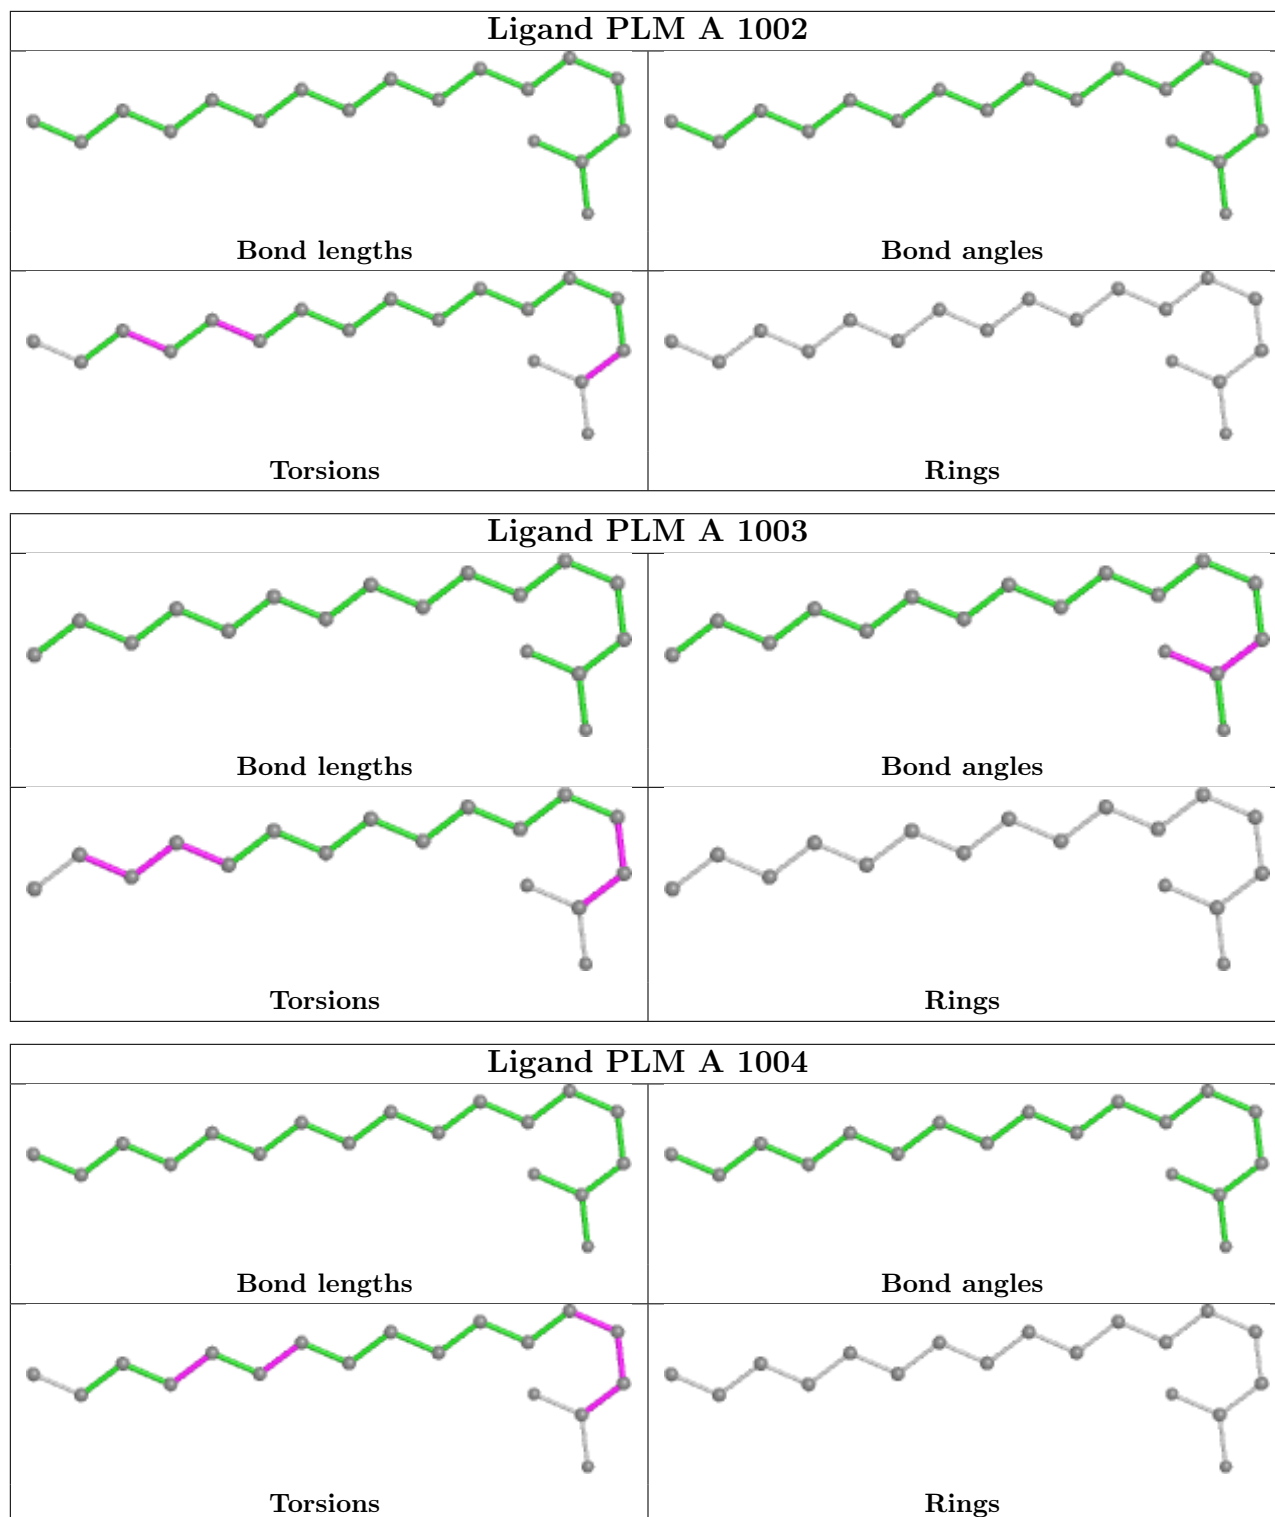 Ligand PLM A 1002
Bond lengths
Bond angles
Torsions
Rings
Ligand PLM A 1003
Bond lengths
Bond angles
Torsions
Rings
Ligand PLM A 1004
Bond lengths
Bond angles
Torsions
Rings